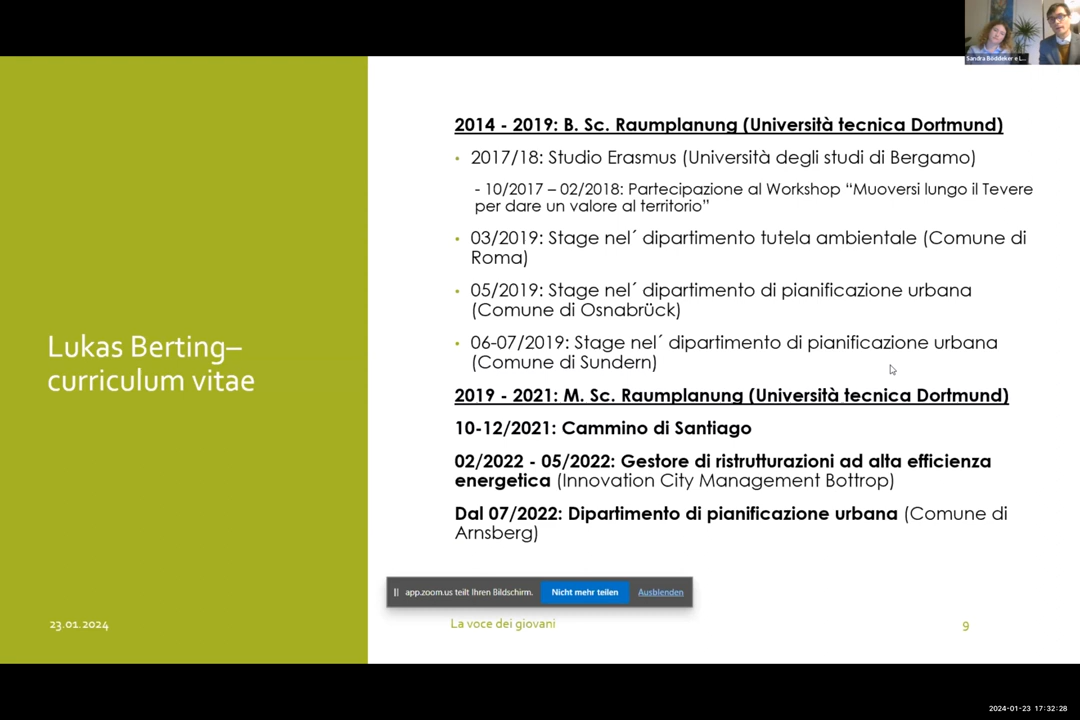 Sandra Böddeker e L...
2014 - 2019: B. Sc. Raumplanung (Università tecnica Dortmund)
• 2017/18: Studio Erasmus (Università degli studi di Bergamo)
- 10/2017 – 02/2018: Partecipazione al Workshop “Muoversi lungo il Tevere
per dare un valore al territorio”
• 03/2019: Stage nel´ dipartimento tutela ambientale (Comune di
Roma)
• 05/2019: Stage nel´ dipartimento di pianificazione urbana
(Comune di Osnabrück)
• 06-07/2019: Stage nel´ dipartimento di pianificazione urbana
(Comune di Sundern)
Lukas Berting–
curriculum vitae
2019 - 2021: M. Sc. Raumplanung (Università tecnica Dortmund)
10-12/2021: Cammino di Santiago
02/2022 - 05/2022: Gestore di ristrutturazioni ad alta efficienza
energetica (Innovation City Management Bottrop)
Dal 07/2022: Dipartimento di pianificazione urbana (Comune di
Arnsberg)
app.zoom.us teilt Ihren Bildschirm. Nicht mehr teilen Ausblenden
23.01.2024 La voce dei giovani 9
2024-01-23 17:32:28